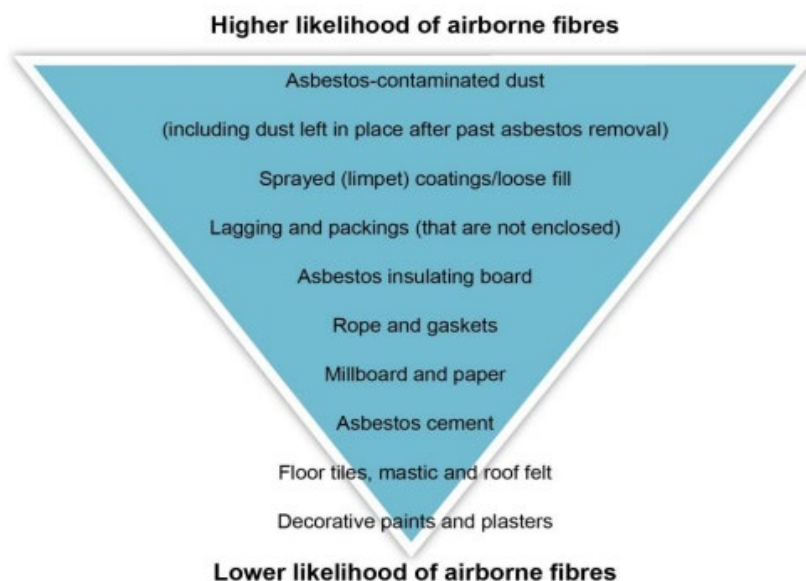 Higher likelihood of airborne fibres
Asbestos-contaminated dust
(including dust left in place after past asbestos removal)
Sprayed (limpet) coatings/loose fill
Lagging and packings (that are not enclosed)
Asbestos insulating board
Rope and gaskets
Millboard and paper
Asbestos cement
Floor tiles, mastic and roof felt
Decorative paints and plasters
Lower likelihood of airborne fibres